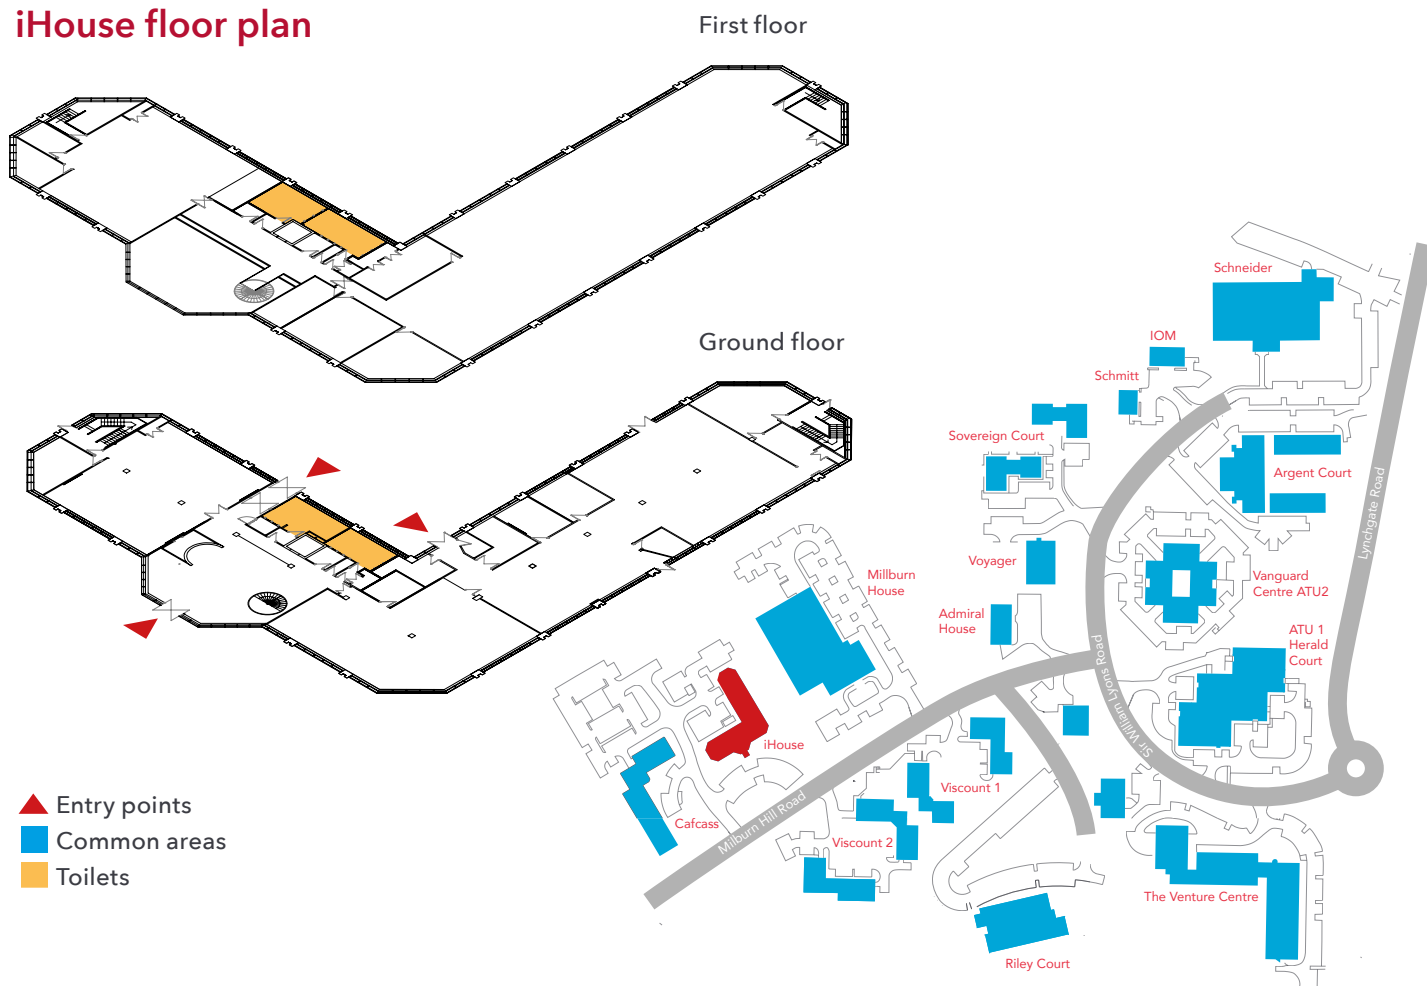 iHouse floor plan
First floor
Ground floor
Entry points
Common areas
Toilets
Schneider
IOM
Schmitt
Sovereign Court
Argent Court
Lynchgate Road
Voyager
Vanguard
Centre ATU2
Millburn
House
Admiral
House
ATU 1
Herald
Court
Sir William Lyons Road
iHouse
Viscount 1
Cafcass
Milburn Hill Road
Viscount 2
The Venture Centre
Riley Court